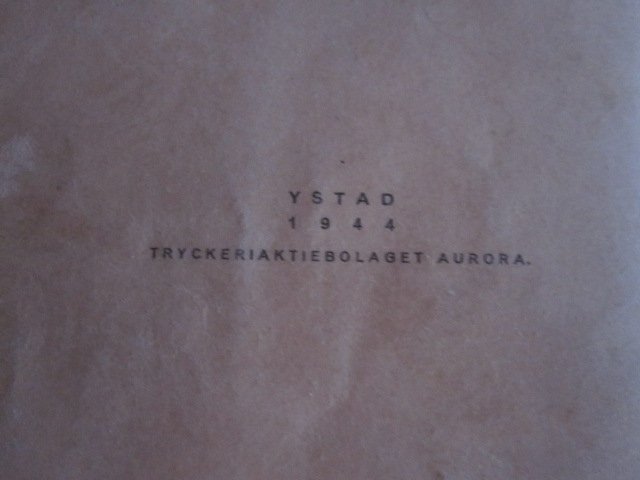 YSTAD
1944
TRYCKERIAKTIEBOLAGET AURORA.